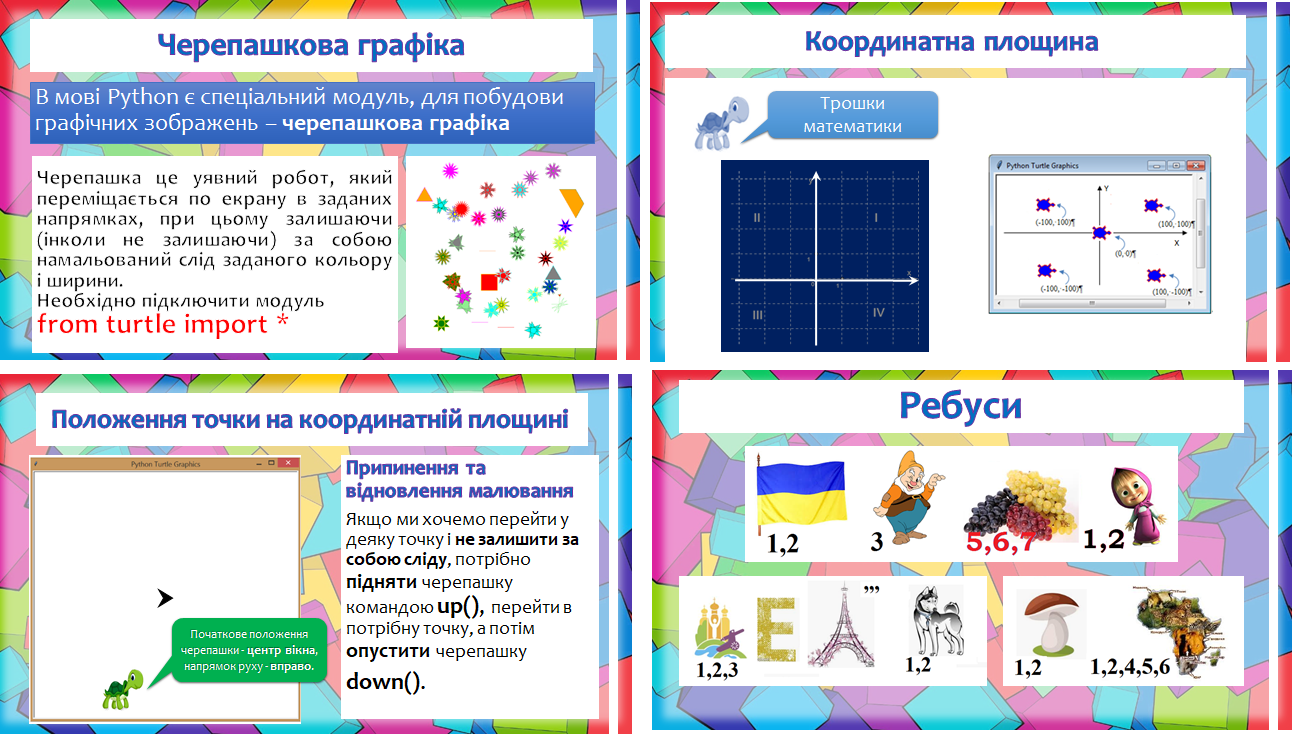 Черепашкова графіка
В мові Python є спеціальний модуль, для побудови
графічних зображень – черепашкова графіка
Черепашка це уявний робот, який
переміщається по екрану в заданих
напрямках, при цьому залишаючи
(інколи не залишаючи) за собою
намальований слід заданого кольору
і ширини.
Необхідно підключити модуль
from turtle import *
Координатна площина
Трошки
математики
y
II
I
1
0
1
x
III
IV
Python Turtle Graphics
Y
(-100, 100)¶
(100, 100)¶
X
(0, 0)¶
(-100, -100)¶
(100, -100)¶
Положення точки на координатній площині
Python Turtle Graphics
Початкове положення
черепашки - центр вікна,
напрямок руху - вправо.
Припинення та
відновлення малювання
Якщо ми хочемо перейти у
деяку точку і не залишити за
собою сліду, потрібно
підняти черепашку
командою up(), перейти в
потрібну точку, а потім
опустити черепашку
down().
Ребуси
1,2
3
5,6,7
1,2
1,2,3
Е
,,,
1,2
1,2
1,2,4,5,6